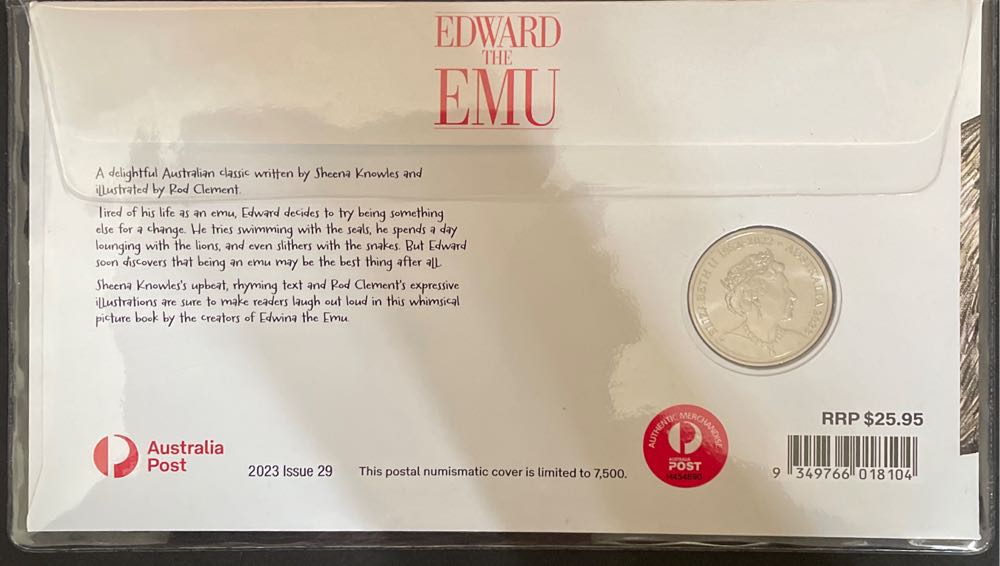 EDWARD
THE
EMU
A delightful Australian classic written by Sheena Knowles and
illustrated by Rod Clement.
Tired of his life as an emu, Edward decides to try being something
else for a change. He tries swimming with the seals, he spends a day
lounging with the lions, and even slithers with the snakes. But Edward
soon discovers that being an emu may be the best thing after all.
Sheena Knowles's upbeat, rhyming text and Rod Clement's expressive
illustrations are sure to make readers laugh out loud in this whimsical
picture book by the creators of Edwina the Emu.
ELIZABETH II 1952-2022 • AUSTRALIA 2023
RRP $25.95
AUTHENTIC MERCHANDISE
AUSTRALIA
POST
Australia
Post
2023 Issue 29
This postal numismatic cover is limited to 7,500.
9 349766 018104